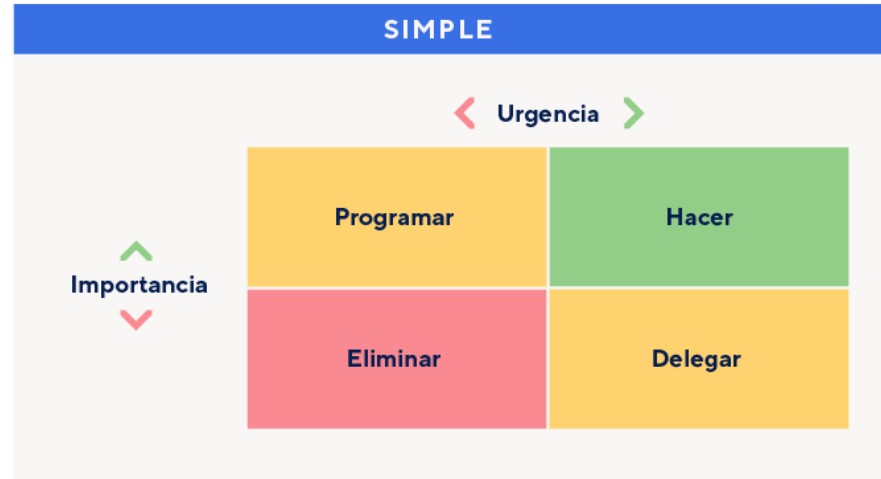 SIMPLE
Urgencia
Programar
Hacer
Importancia
Eliminar
Delegar